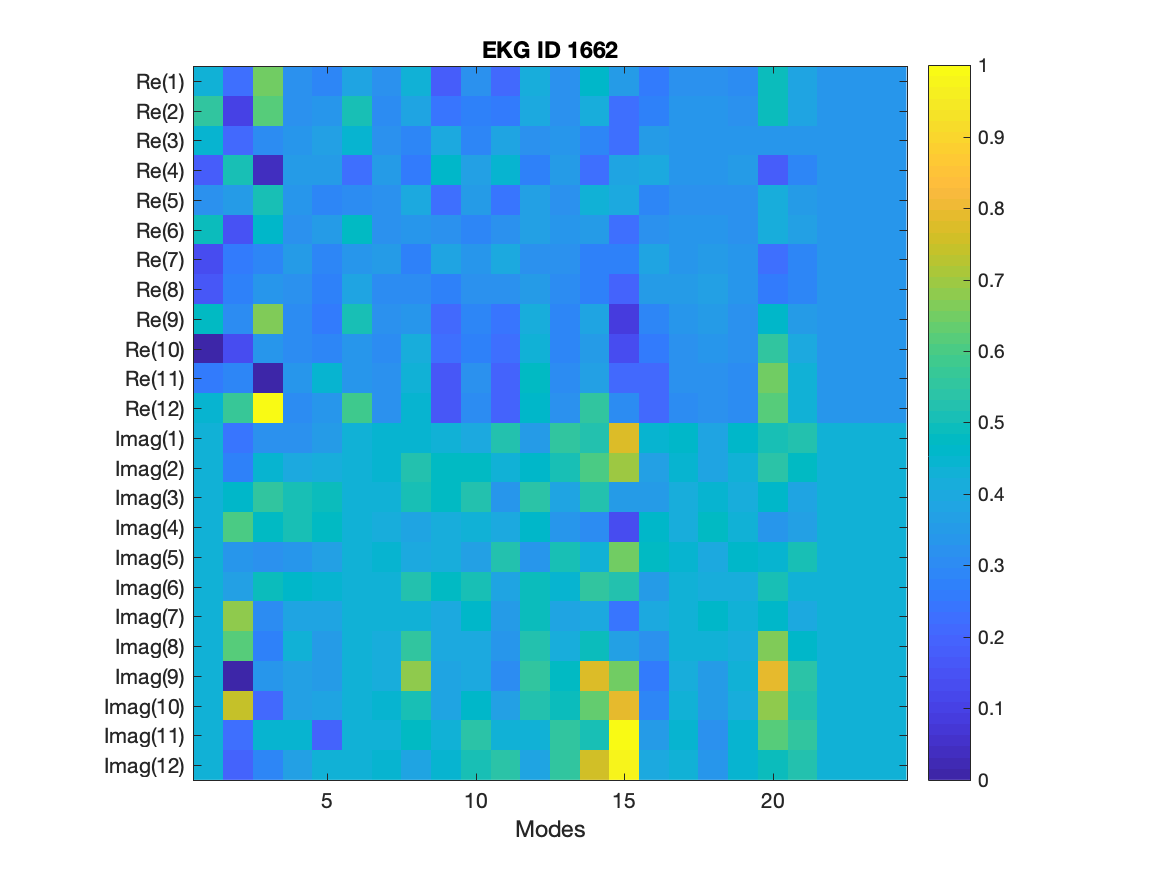 EKG ID 1662
Re(1)
Re(2)
Re(3)
Re(4)
Re(5)
Re(6)
Re(7)
Re(8)
Re(9)
Re(10)
Re(11)
Re(12)
Imag(1)
Imag(2)
Imag(3)
Imag(4)
Imag(5)
Imag(6)
Imag(7)
Imag(8)
Imag(9)
Imag(10)
Imag(11)
Imag(12)
5 10 15 20
Modes
1
0.9
0.8
0.7
0.6
0.5
0.4
0.3
0.2
0.1
0